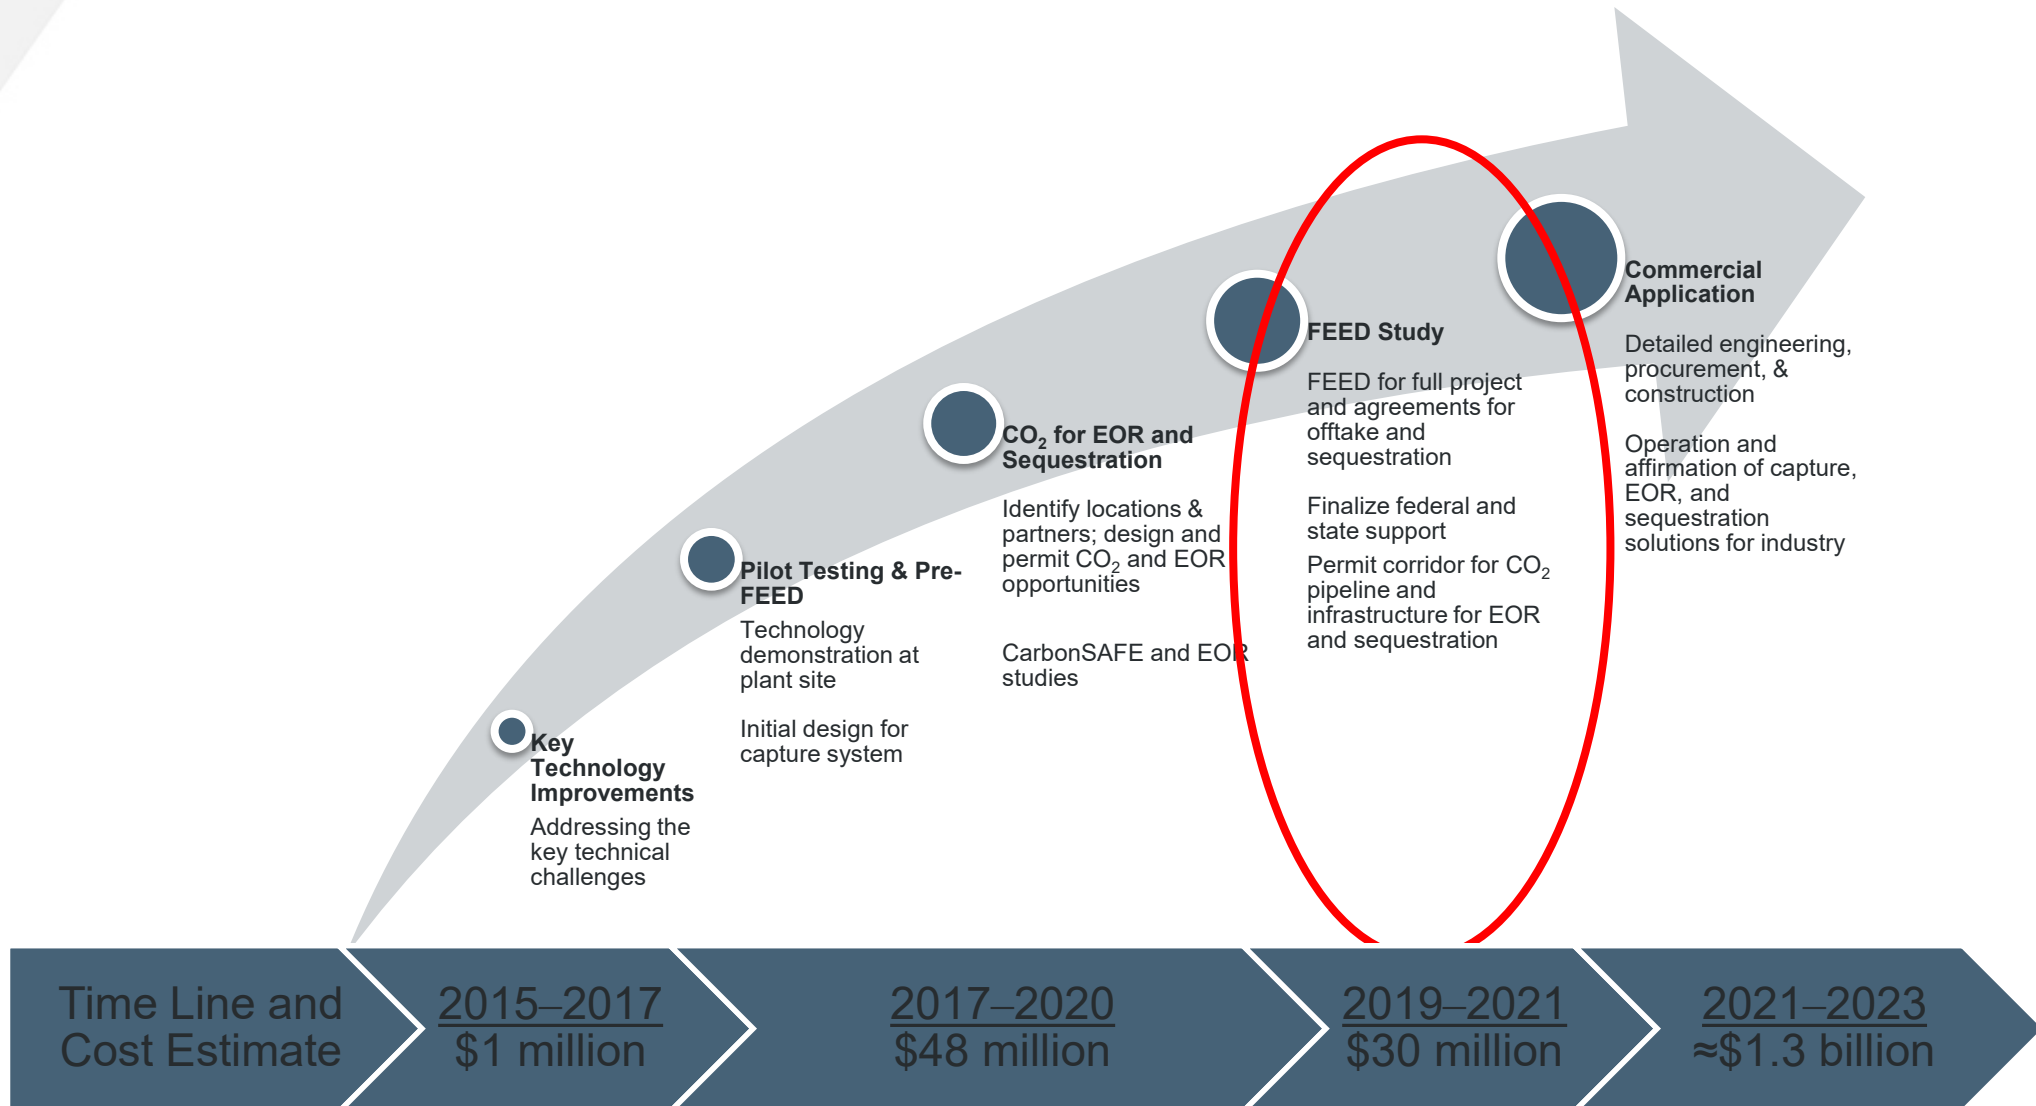 Key
Technology
Improvements
Addressing the
key technical
challenges
Pilot Testing & Pre-
FEED
Technology
demonstration at
plant site
Initial design for
capture system
CO₂ for EOR and
Sequestration
Identify locations &
partners; design and
permit CO₂ and EOR
opportunities
CarbonSAFE and EOR
studies
FEED Study
FEED for full project
and agreements for
offtake and
sequestration
Finalize federal and
state support
Permit corridor for CO₂
pipeline and
infrastructure for EOR
and sequestration
Commercial
Application
Detailed engineering,
procurement, &
construction
Operation and
affirmation of capture,
EOR, and
sequestration
solutions for industry
Time Line and
Cost Estimate
2015–2017
$1 million
2017–2020
$48 million
2019–2021
$30 million
2021–2023
≈$1.3 billion